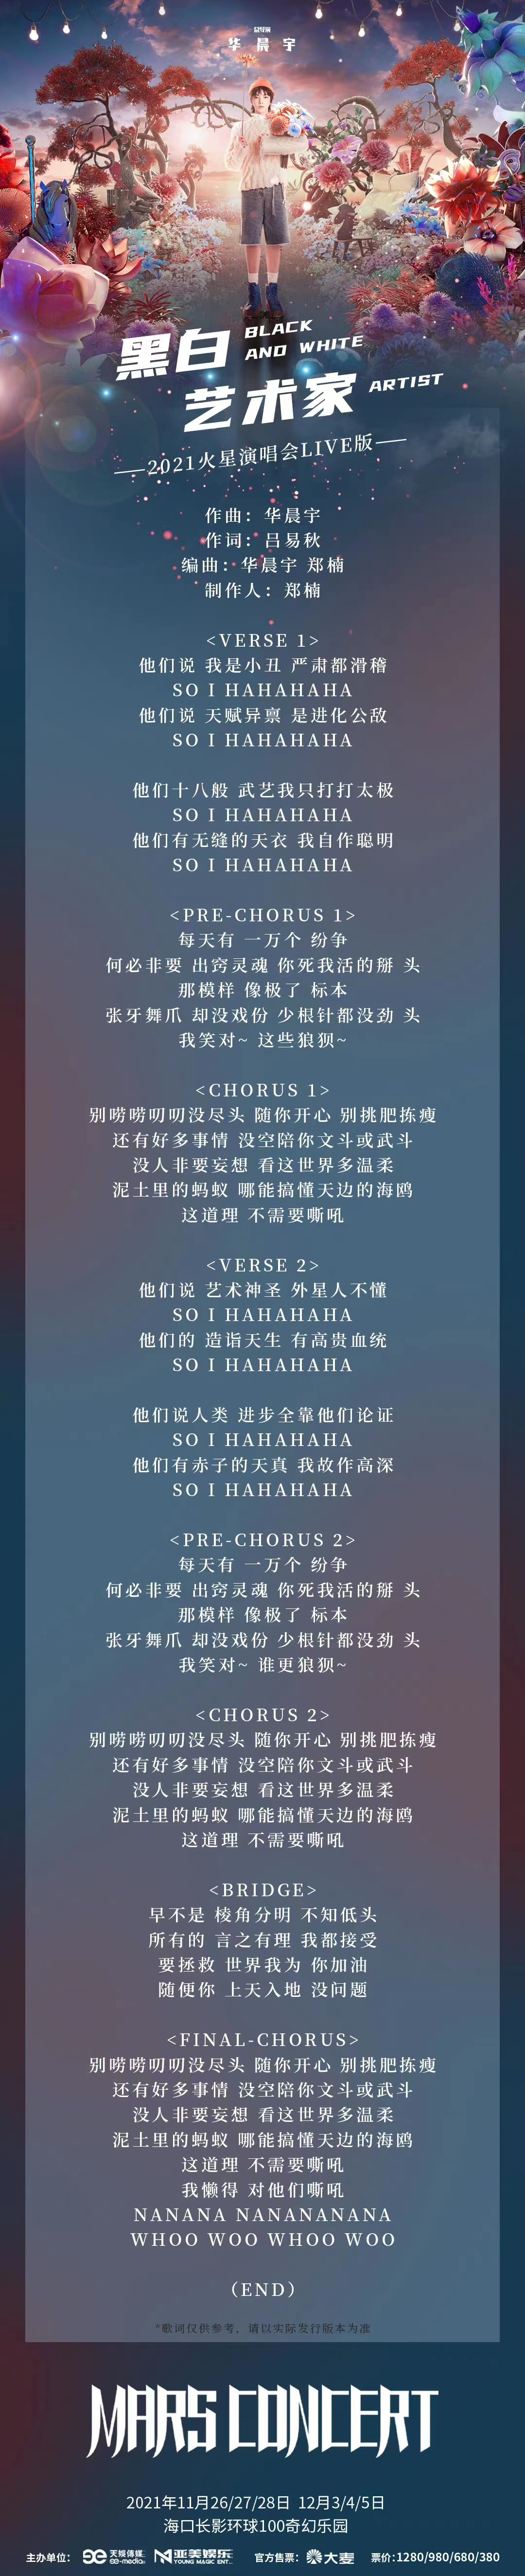 华晨宇
黑白
BLACK
AND WHITE
艺术家 ARTIST
——2021火星演唱会LIVE版——
作曲：华晨宇
作词：吕易秋
编曲：华晨宇 郑楠
制作人：郑楠
<VERSE 1>
他们说 我是小丑 严肃都滑稽
SO I HAHAHAHA
他们说 天赋异禀 是进化公敌
SO I HAHAHAHA
他们十八般 武艺我只打打太极
SO I HAHAHAHA
他们有无缝的天衣 我自作聪明
SO I HAHAHAHA
<PRE-CHORUS 1>
每天有 一万个 纷争
何必非要 出窍灵魂 你死我活的掰 头
那模样 像极了 标本
张牙舞爪 却没戏份 少根针都没劲 头
我笑对~ 这些狼狈~
<CHORUS 1>
别唠唠叨叨没尽头 随你开心 别挑肥拣瘦
还有好多事情 没空陪你文斗或武斗
没人非要妄想 看这世界多温柔
泥土里的蚂蚁 哪能搞懂天边的海鸥
这道理 不需要嘶吼
<VERSE 2>
他们说 艺术神圣 外星人不懂
SO I HAHAHAHA
他们的 造诣天生 有高贵血统
SO I HAHAHAHA
他们说人类 进步全靠他们论证
SO I HAHAHAHA
他们有赤子的天真 我故作高深
SO I HAHAHAHA
<PRE-CHORUS 2>
每天有 一万个 纷争
何必非要 出窍灵魂 你死我活的掰 头
那模样 像极了 标本
张牙舞爪 却没戏份 少根针都没劲 头
我笑对~ 谁更狼狈~
<CHORUS 2>
别唠唠叨叨没尽头 随你开心 别挑肥拣瘦
还有好多事情 没空陪你文斗或武斗
没人非要妄想 看这世界多温柔
泥土里的蚂蚁 哪能搞懂天边的海鸥
这道理 不需要嘶吼
<BRIDGE>
早不是 棱角分明 不知低头
所有的 言之有理 我都接受
要拯救 世界我为 你加油
随便你 上天入地 没问题
<FINAL-CHORUS>
别唠唠叨叨没尽头 随你开心 别挑肥拣瘦
还有好多事情 没空陪你文斗或武斗
没人非要妄想 看这世界多温柔
泥土里的蚂蚁 哪能搞懂天边的海鸥
这道理 不需要嘶吼
我懒得 对他们嘶吼
NANANA NANANANANA
WHOO WOO WHOO WOO
（END）
*歌词仅供参考，请以实际发行版本为准
MARS CONCERT
2021年11月26/27/28日 12月3/4/5日
海口长影环球100奇幻乐园
主办单位： 天娱传媒 ee-media 亚美娱乐 YOUNG MAGIC ENT. 官方售票： 大麦 票价:1280/980/680/380